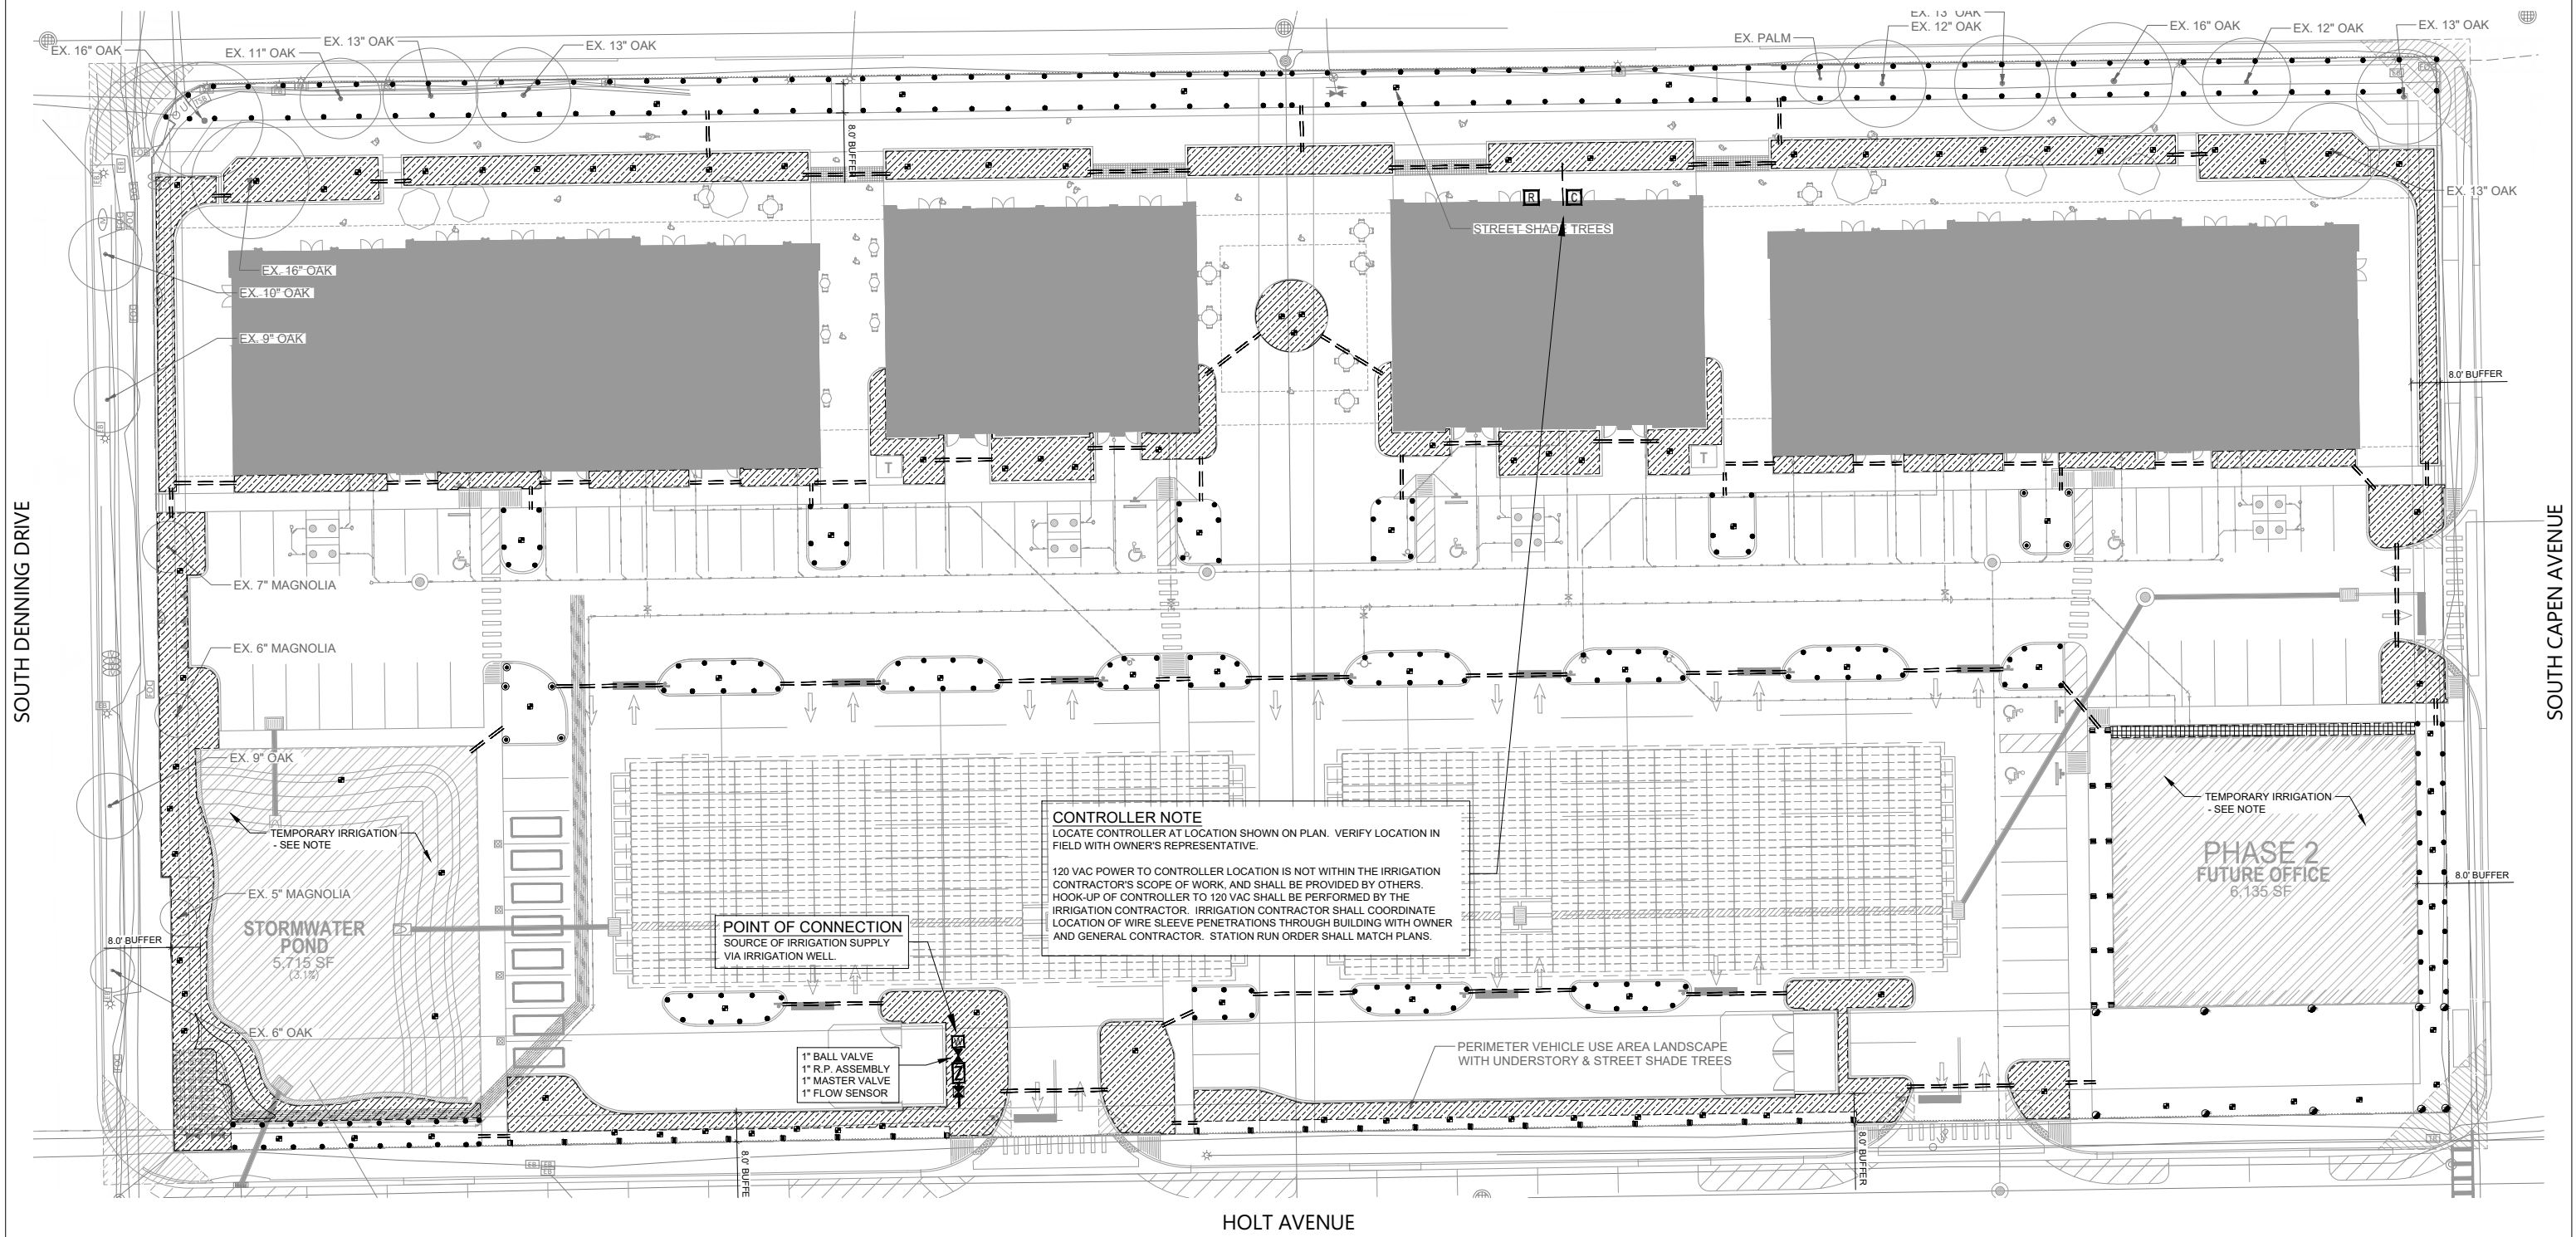 EX. 16" OAK
EX. 11" OAK
EX. 13" OAK
EX. 13" OAK
EX. PALM
EX. 13" OAK
EX. 12" OAK
EX. 16" OAK
EX. 12" OAK
EX. 13" OAK
8.0' BUFFER
EX. 13" OAK
R
C
STREET SHADE TREES
EX. 16" OAK
EX. 10" OAK
EX. 9" OAK
8.0' BUFFER
T
T
SOUTH DENNING DRIVE
SOUTH CAPEN AVENUE
EX. 7" MAGNOLIA
EX. 6" MAGNOLIA
EX. 9" OAK
TEMPORARY IRRIGATION
- SEE NOTE
EX. 5" MAGNOLIA
STORMWATER
POND
5,715 SF
(3.1%)
8.0' BUFFER
EX. 6" OAK
CONTROLLER NOTE
LOCATE CONTROLLER AT LOCATION SHOWN ON PLAN. VERIFY LOCATION IN
FIELD WITH OWNER'S REPRESENTATIVE.
120 VAC POWER TO CONTROLLER LOCATION IS NOT WITHIN THE IRRIGATION
CONTRACTOR'S SCOPE OF WORK, AND SHALL BE PROVIDED BY OTHERS.
HOOK-UP OF CONTROLLER TO 120 VAC SHALL BE PERFORMED BY THE
IRRIGATION CONTRACTOR. IRRIGATION CONTRACTOR SHALL COORDINATE
LOCATION OF WIRE SLEEVE PENETRATIONS THROUGH BUILDING WITH OWNER
AND GENERAL CONTRACTOR. STATION RUN ORDER SHALL MATCH PLANS.
POINT OF CONNECTION
SOURCE OF IRRIGATION SUPPLY
VIA IRRIGATION WELL.
TEMPORARY IRRIGATION
- SEE NOTE
PHASE 2
FUTURE OFFICE
6,135 SF
8.0' BUFFER
1" BALL VALVE
1" R.P. ASSEMBLY
1" MASTER VALVE
1" FLOW SENSOR
W
Z
PERIMETER VEHICLE USE AREA LANDSCAPE
WITH UNDERSTORY & STREET SHADE TREES
8.0' BUFFE
8.0' BUFFER
HOLT AVENUE